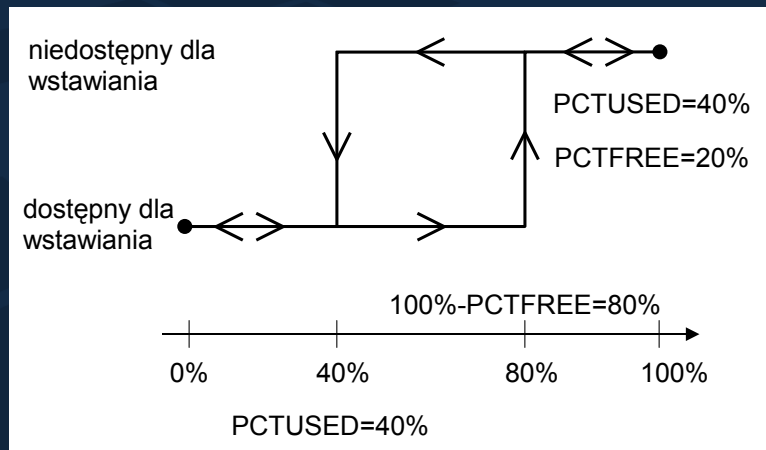 niedostępny dla
wstawiania
PCTUSED=40%
PCTFREE=20%
dostępny dla
wstawiania
100%-PCTFREE=80%
0% 40% 80% 100%
PCTUSED=40%